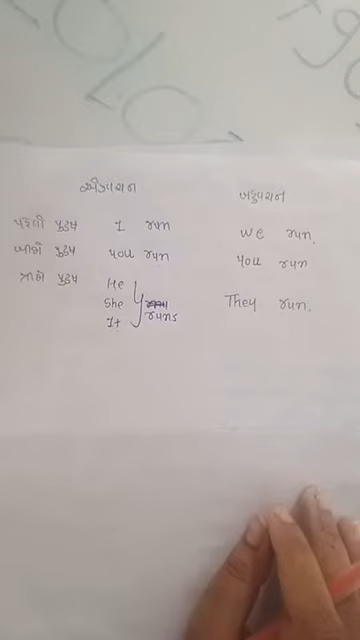 એકવચન બહુવચન
પહેલો પુરુષ I run We run.
બીજો પુરુષ you run you run
ત્રીજો પુરુષ He
She runs They run.
It